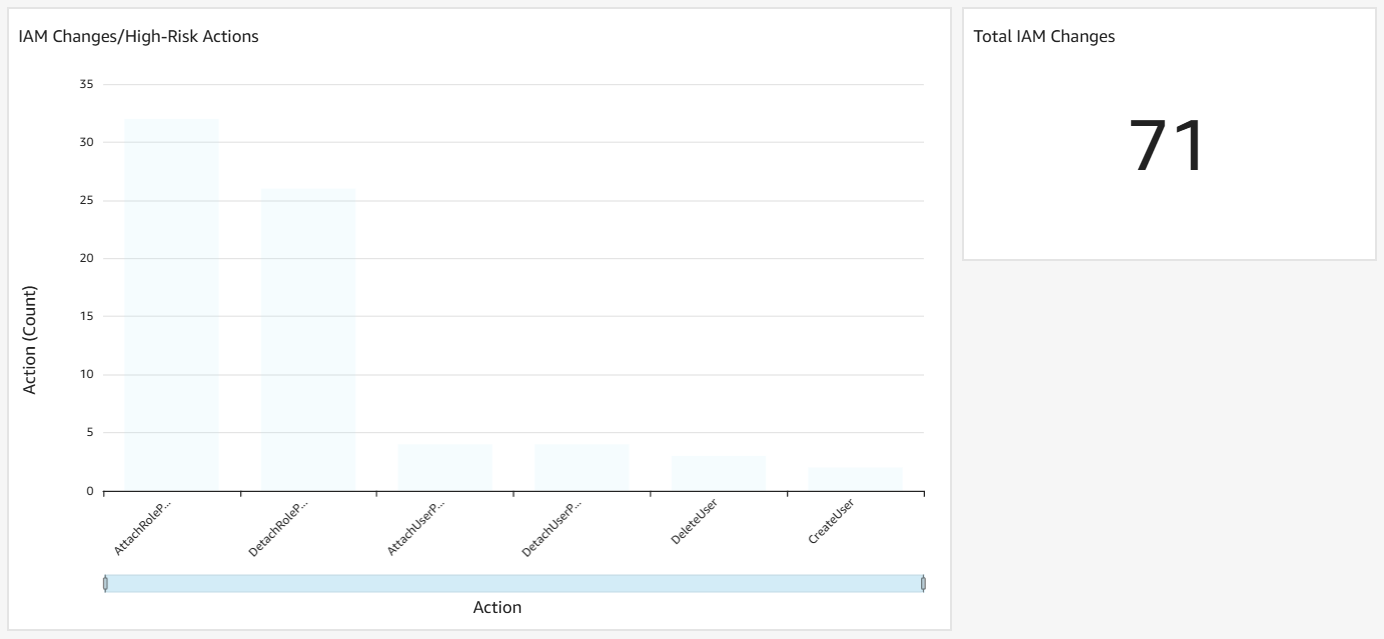 IAM Changes/High-Risk Actions
35
30
25
20
15
10
5
0
Action (Count)
AttachRoleP...
DetachRoleP...
AttachUserP...
DetachUserP...
DeleteUser
CreateUser
Action
Total IAM Changes
71